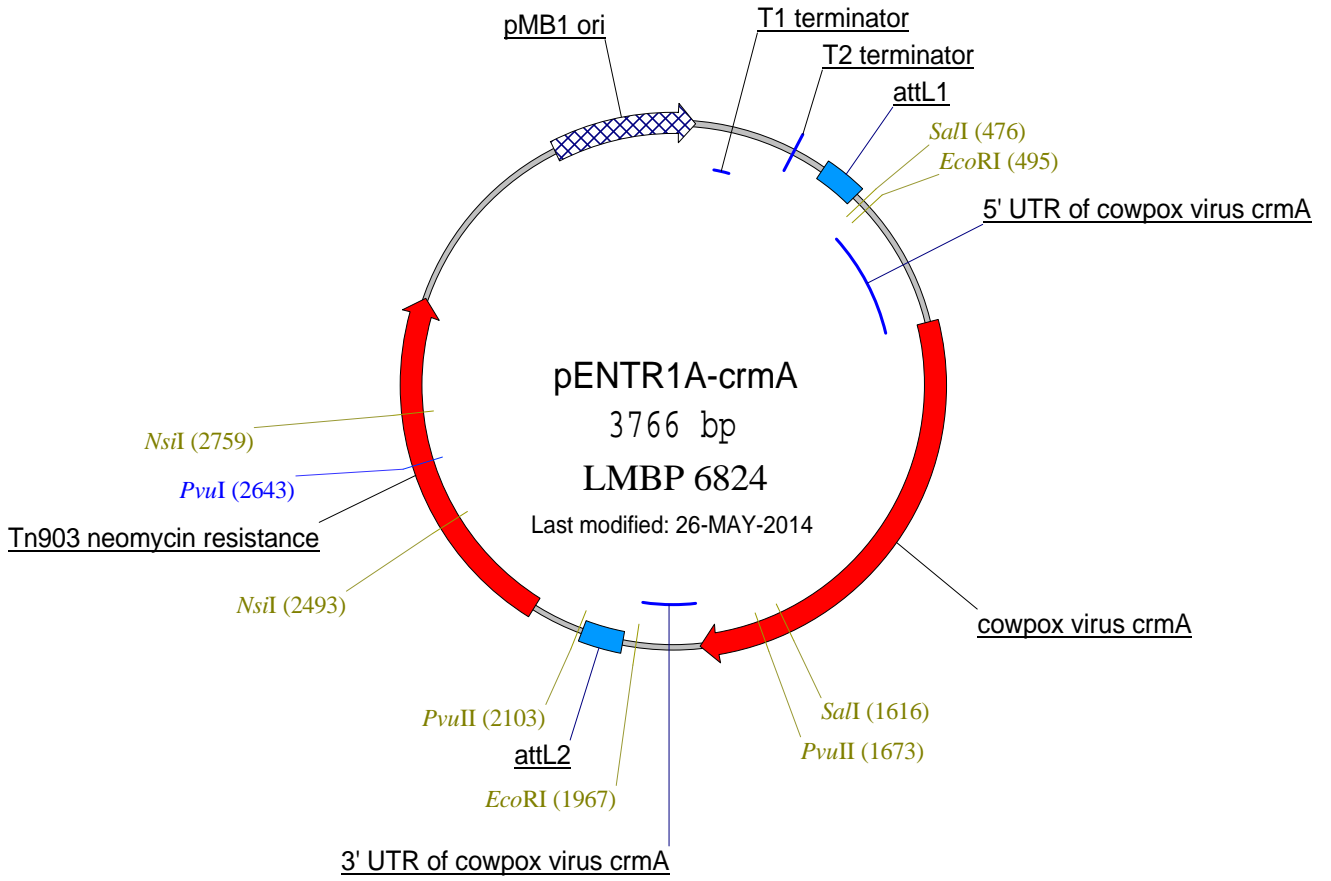 pMB1 ori
T1 terminator
T2 terminator
attL1
SalI (476)
EcoRI (495)
5' UTR of cowpox virus crmA
pENTR1A-crmA
3766 bp
LMBP 6824
Last modified: 26-MAY-2014
NsiI (2759)
PvuI (2643)
Tn903 neomycin resistance
NsiI (2493)
cowpox virus crmA
SalI (1616)
PvuII (1673)
PvuII (2103)
attL2
EcoRI (1967)
3' UTR of cowpox virus crmA